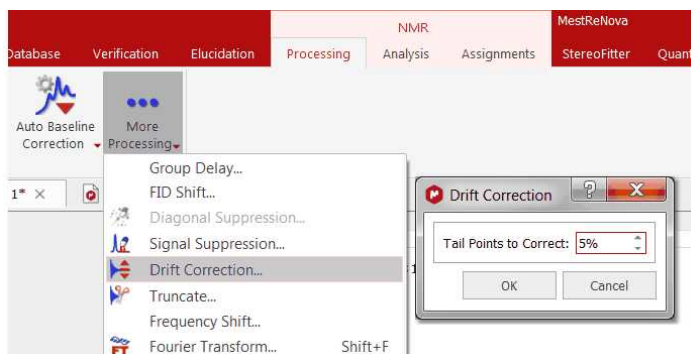 NMR
MestReNova
Database Verification Elucidation Processing Analysis Assignments StereoFitter Quant
Auto Baseline
Correction
More
Processing
1*
Group Delay...
FID Shift...
Diagonal Suppression...
Signal Suppression...
Drift Correction...
Truncate...
Frequency Shift...
Fourier Transform... Shift+F
Drift Correction
Tail Points to Correct: 5%
OK Cancel